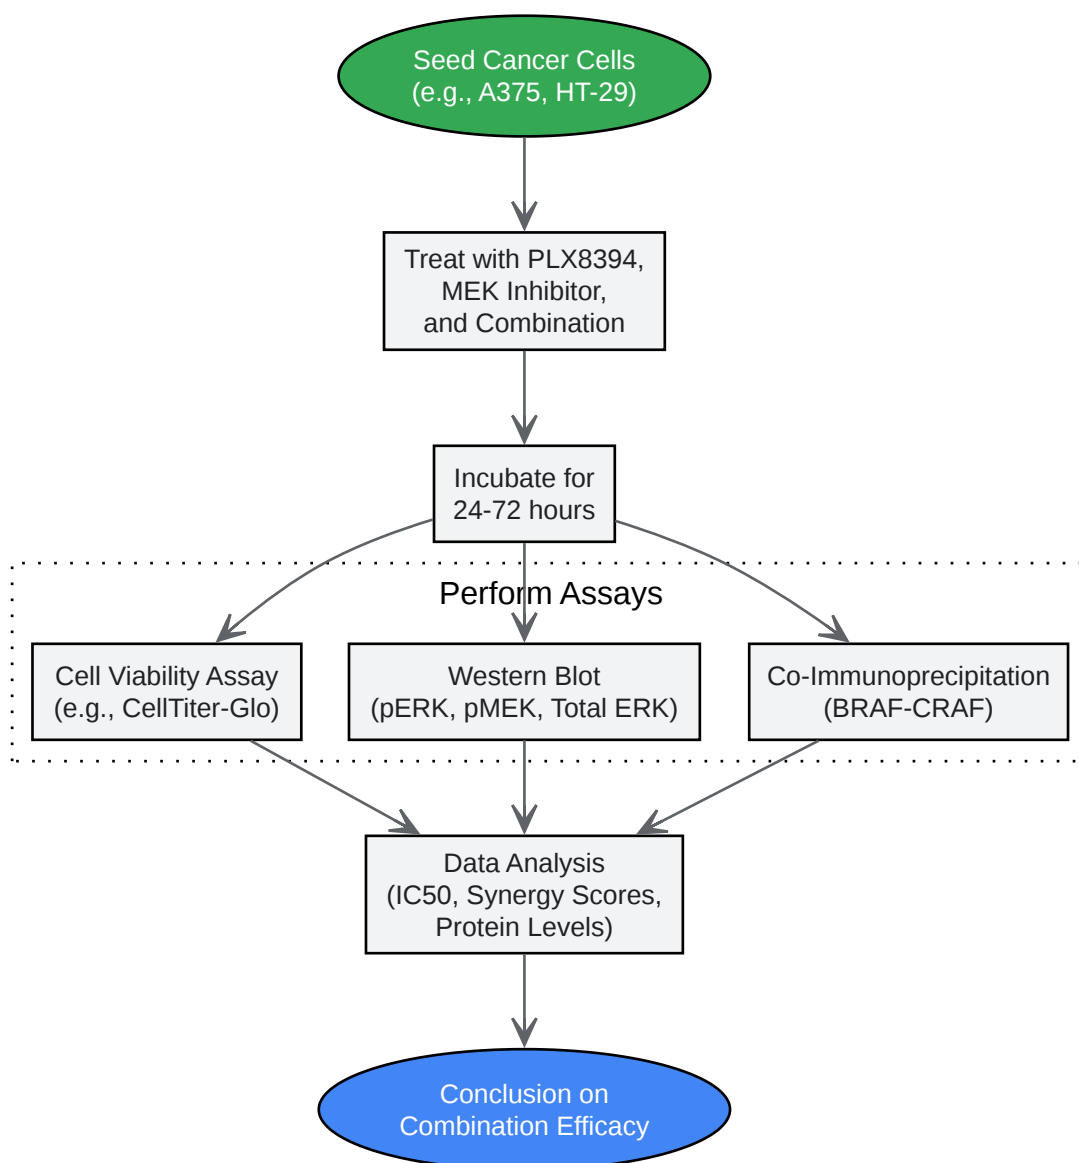 Seed Cancer Cells
(e.g., A375, HT-29)
Treat with PLX8394,
MEK Inhibitor,
and Combination
Incubate for
24-72 hours
Perform Assays
Cell Viability Assay
(e.g., CellTiter-Glo)
Western Blot
(pERK, pMEK, Total ERK)
Co-Immunoprecipitation
(BRAF-CRAF)
Data Analysis
(IC50, Synergy Scores,
Protein Levels)
Conclusion on
Combination Efficacy